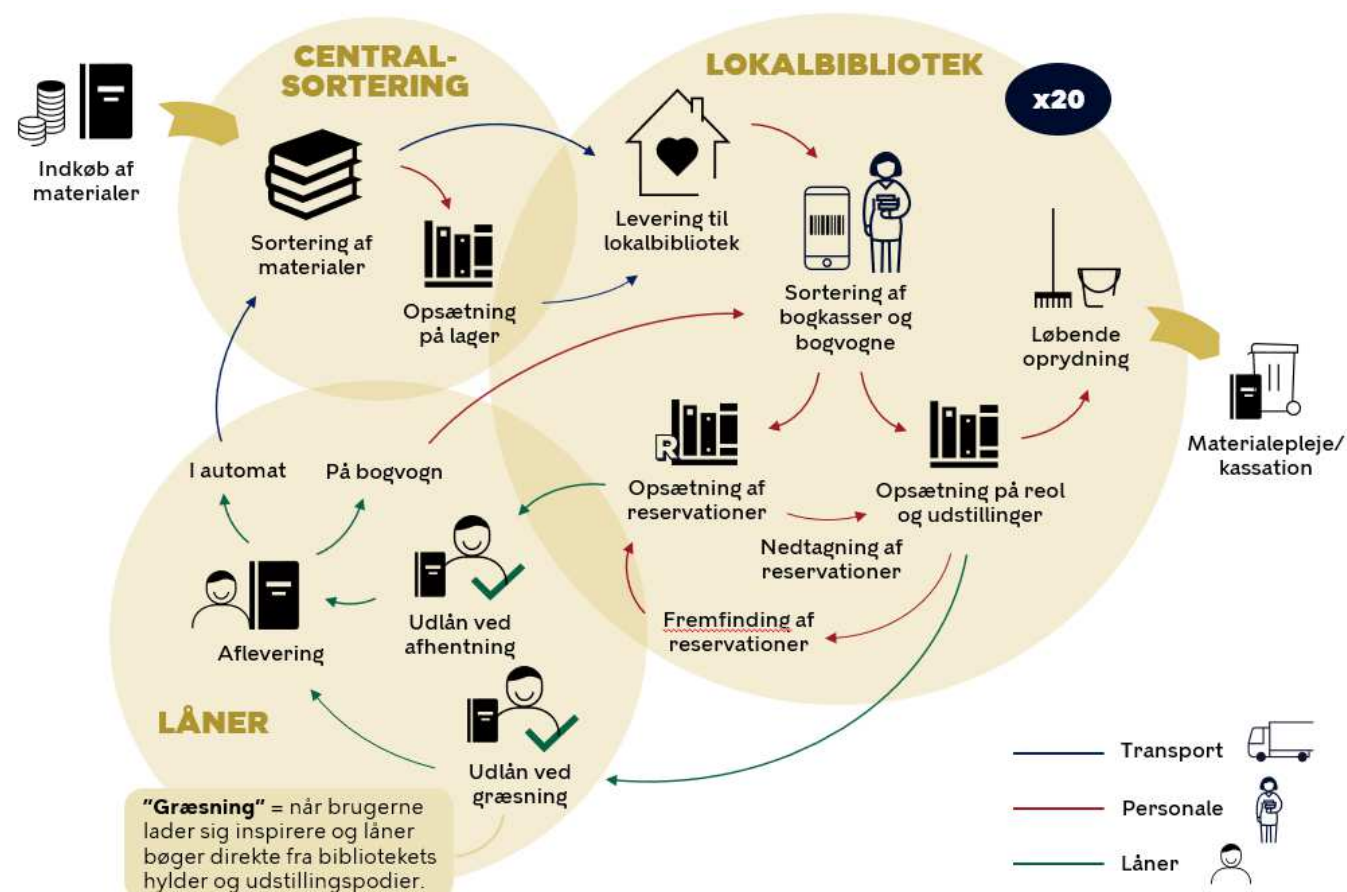 CENTRAL-
SORTERING
LOKALBIBLIOTEK
x20
Indkøb af
materialer
Sortering af
materialer
Opsætning
på lager
Levering til
lokalbibliotek
Sortering af
bogkasser og
bogvogne
Løbende
oprydning
Materialepleje/
kassation
I automat
På bogvogn
R
Opsætning af
reservationer
Opsætning på reol
og udstillinger
Nedtagning af
reservationer
Fremfinding af
reservationer
Udlån ved
afhentning
Aflevering
LÅNER
Udlån ved
græsning
"Græsning" = når brugerne
lader sig inspirere og låner
bøger direkte fra bibliotekets
hylder og udstillingspodier.
Transport
Personale
Låner